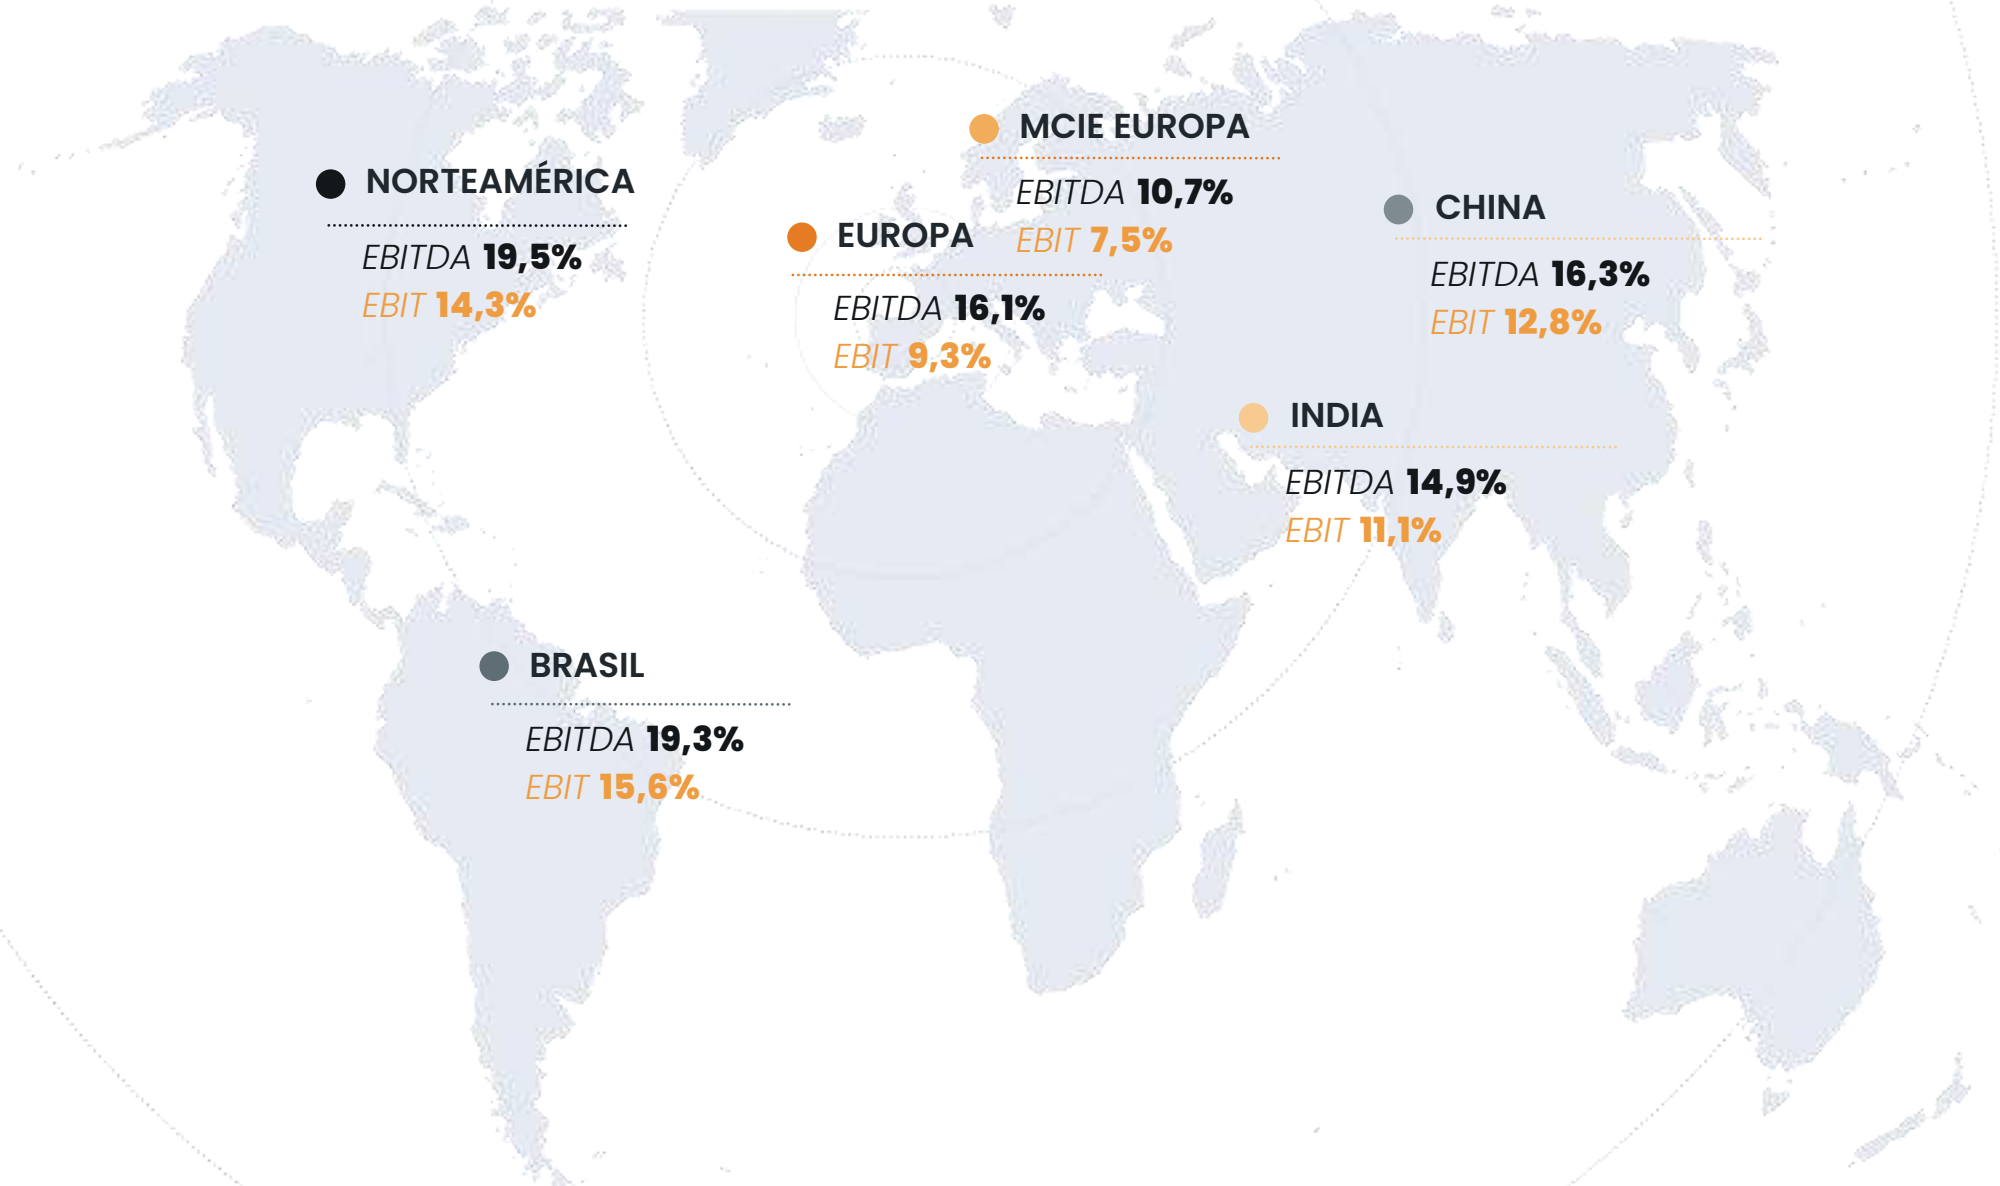 NORTEAMÉRICA
EBITDA 19,5%
EBIT 14,3%
MCIE EUROPA
EBITDA 10,7%
EBIT 7,5%
EUROPA
EBITDA 16,1%
EBIT 9,3%
CHINA
EBITDA 16,3%
EBIT 12,8%
INDIA
EBITDA 14,9%
EBIT 11,1%
BRASIL
EBITDA 19,3%
EBIT 15,6%